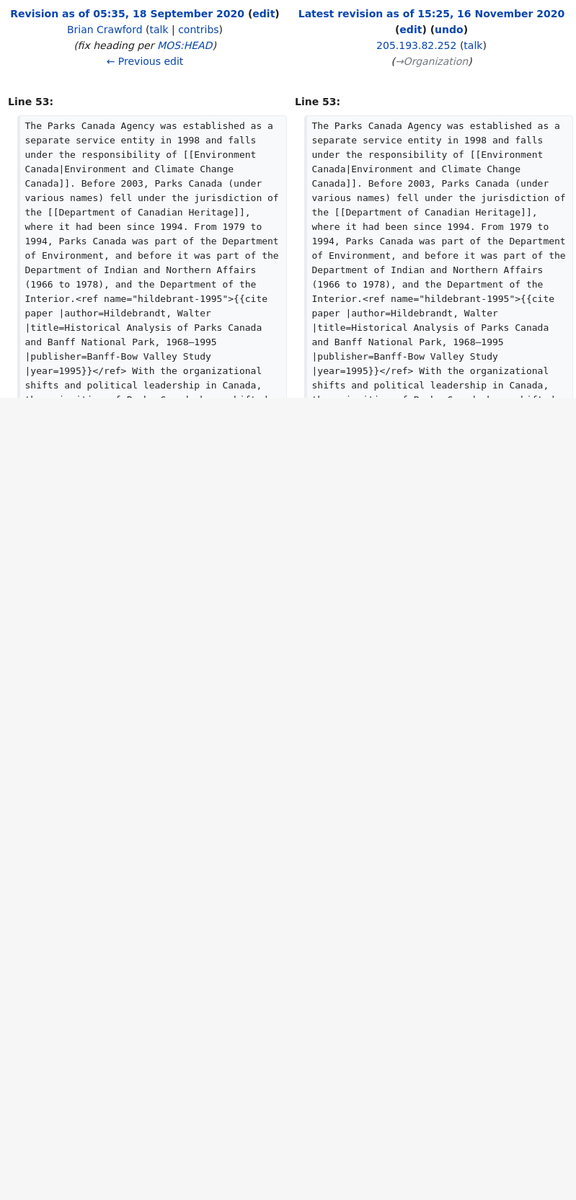 Revision as of 05:35, 18 September 2020 (edit)
Brian Crawford (talk | contribs)
(fix heading per MOS:HEAD)
← Previous edit
Latest revision as of 15:25, 16 November 2020
(edit) (undo)
205.193.82.252 (talk)
(→Organization)
Line 53:
The Parks Canada Agency was established as a
separate service entity in 1998 and falls
under the responsibility of [[Environment
Canada|Environment and Climate Change
Canada]]. Before 2003, Parks Canada (under
various names) fell under the jurisdiction of
the [[Department of Canadian Heritage]],
where it had been since 1994. From 1979 to
1994, Parks Canada was part of the Department
of Environment, and before it was part of the
Department of Indian and Northern Affairs
(1966 to 1978), and the Department of the
Interior.<ref name="hildebrant-1995">{{cite
paper |author=Hildebrandt, Walter
|title=Historical Analysis of Parks Canada
and Banff National Park, 1968–1995
|publisher=Banff-Bow Valley Study
|year=1995}}</ref> With the organizational
shifts and political leadership in Canada,
Line 53:
The Parks Canada Agency was established as a
separate service entity in 1998 and falls
under the responsibility of [[Environment
Canada|Environment and Climate Change
Canada]]. Before 2003, Parks Canada (under
various names) fell under the jurisdiction of
the [[Department of Canadian Heritage]],
where it had been since 1994. From 1979 to
1994, Parks Canada was part of the Department
of Environment, and before it was part of the
Department of Indian and Northern Affairs
(1966 to 1978), and the Department of the
Interior.<ref name="hildebrant-1995">{{cite
paper |author=Hildebrandt, Walter
|title=Historical Analysis of Parks Canada
and Banff National Park, 1968–1995
|publisher=Banff-Bow Valley Study
|year=1995}}</ref> With the organizational
shifts and political leadership in Canada,